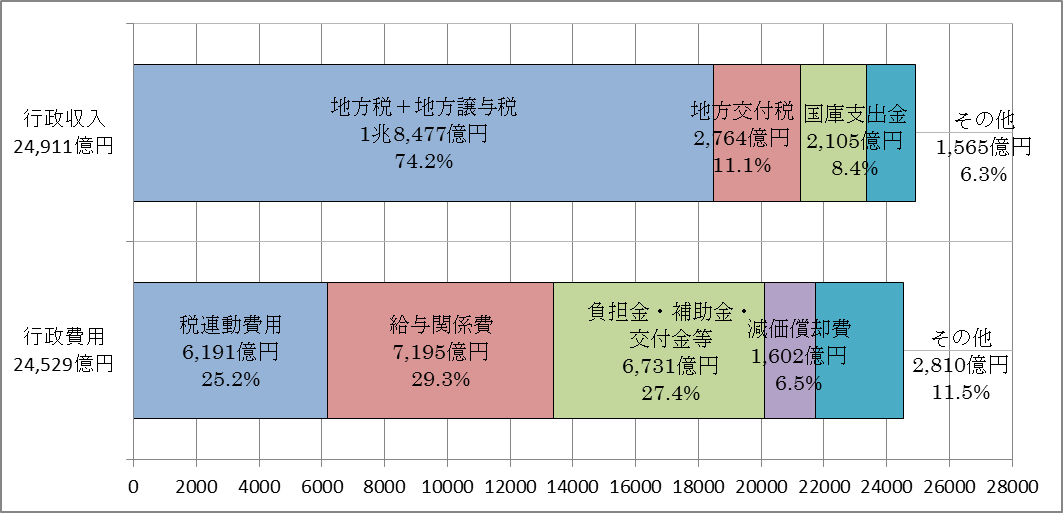 行政収入
24,911億円
地方税＋地方譲与税
1兆8,477億円
74.2%
地方交付税
2,764億円
11.1%
国庫支出金
2,105億円
8.4%
その他
1,565億円
6.3%
行政費用
24,529億円
税連動費用
6,191億円
25.2%
給与関係費
7,195億円
29.3%
負担金・補助金・
交付金等
6,731億円
27.4%
減価償却費
1,602億円
6.5%
その他
2,810億円
11.5%
0 2000 4000 6000 8000 10000 12000 14000 16000 18000 20000 22000 24000 26000 28000